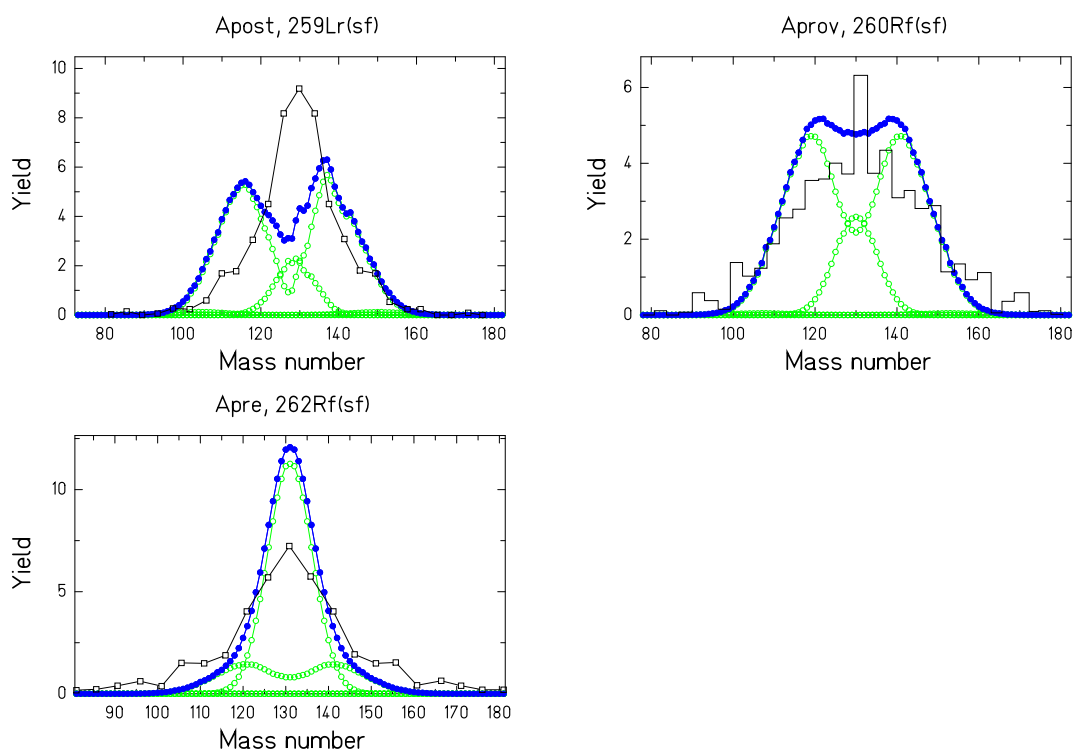 Apost, 259Lr(sf)
Yield
10
8
6
4
2
0
80 100 120 140 160 180
Mass number
Aprov, 260Rf(sf)
Yield
6
4
2
0
80 100 120 140 160 180
Mass number
Apre, 262Rf(sf)
Yield
10
5
0
90 100 110 120 130 140 150 160 170 180
Mass number